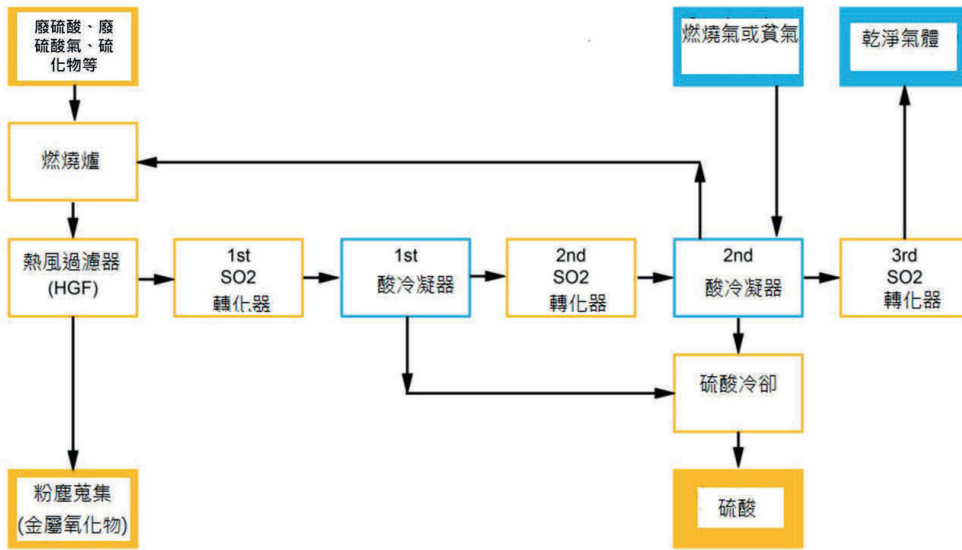 廢硫酸、廢
硫酸氣、硫
化物等
燃燒氣或貧氣
乾淨氣體
燃燒爐
熱風過濾器
(HGF)
1st
SO2
轉化器
1st
酸冷凝器
2nd
SO2
轉化器
2nd
酸冷凝器
3rd
SO2
轉化器
硫酸冷卻
粉塵蒐集
(金屬氧化物)
硫酸